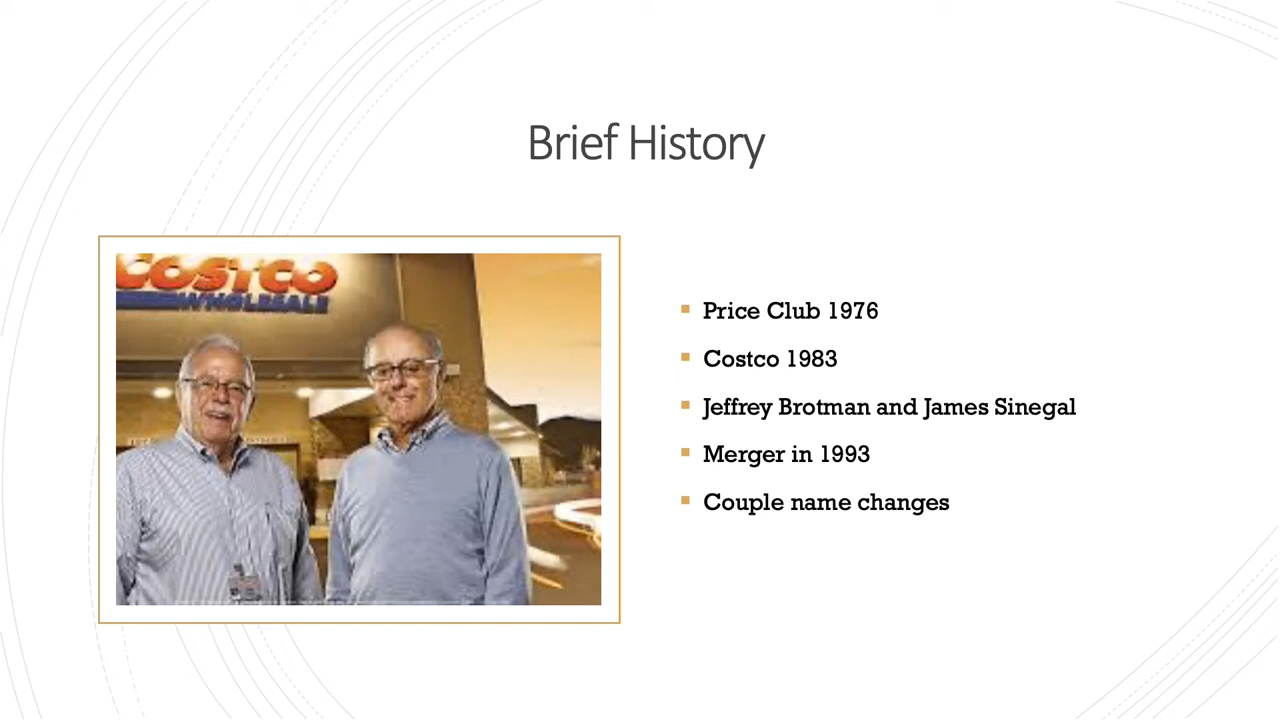 Brief History
COSTCO
WHOLESALE
Price Club 1976
Costco 1983
Jeffrey Brotman and James Sinegal
Merger in 1993
Couple name changes